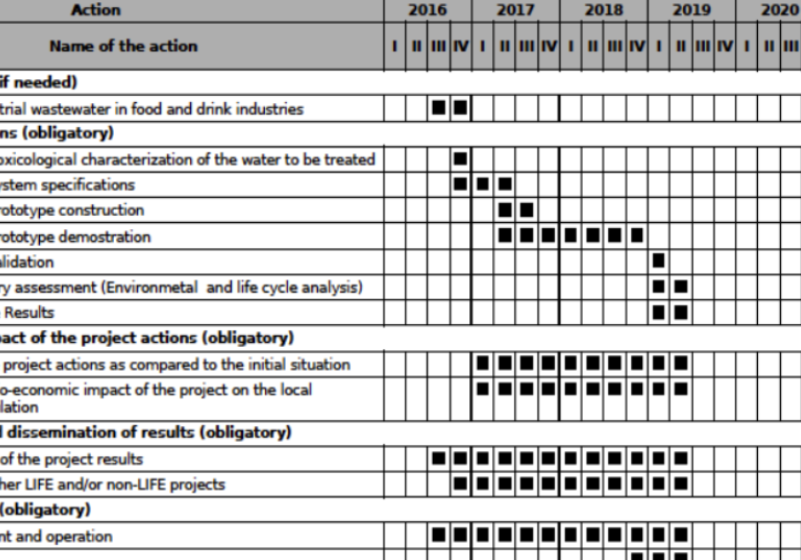 Action 2016 2017 2018 2019 2020
Name of the action I II III IV I II III IV I II III IV I II III IV I II III
if needed)
trial wastewater in food and drink industries
ns (obligatory)
oxicological characterization of the water to be treated
stem specifications
ototype construction
ototype demostration
lidation
ry assessment (Environmetal and life cycle analysis)
Results
pact of the project actions (obligatory)
project actions as compared to the initial situation
o-economic impact of the project on the local
lation
d dissemination of results (obligatory)
of the project results
her LIFE and/or non-LIFE projects
(obligatory)
nt and operation